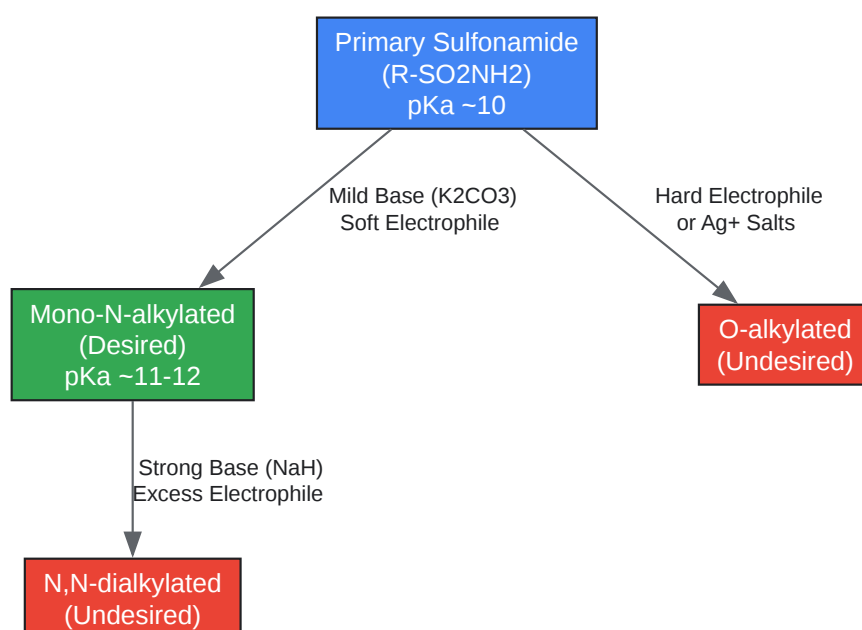 Primary Sulfonamide
(R-SO2NH2)
pKa ~10
Mild Base (K2CO3)
Soft Electrophile
Hard Electrophile
or Ag+ Salts
Mono-N-alkylated
(Desired)
pKa ~11-12
O-alkylated
(Undesired)
Strong Base (NaH)
Excess Electrophile
N,N-dialkylated
(Undesired)